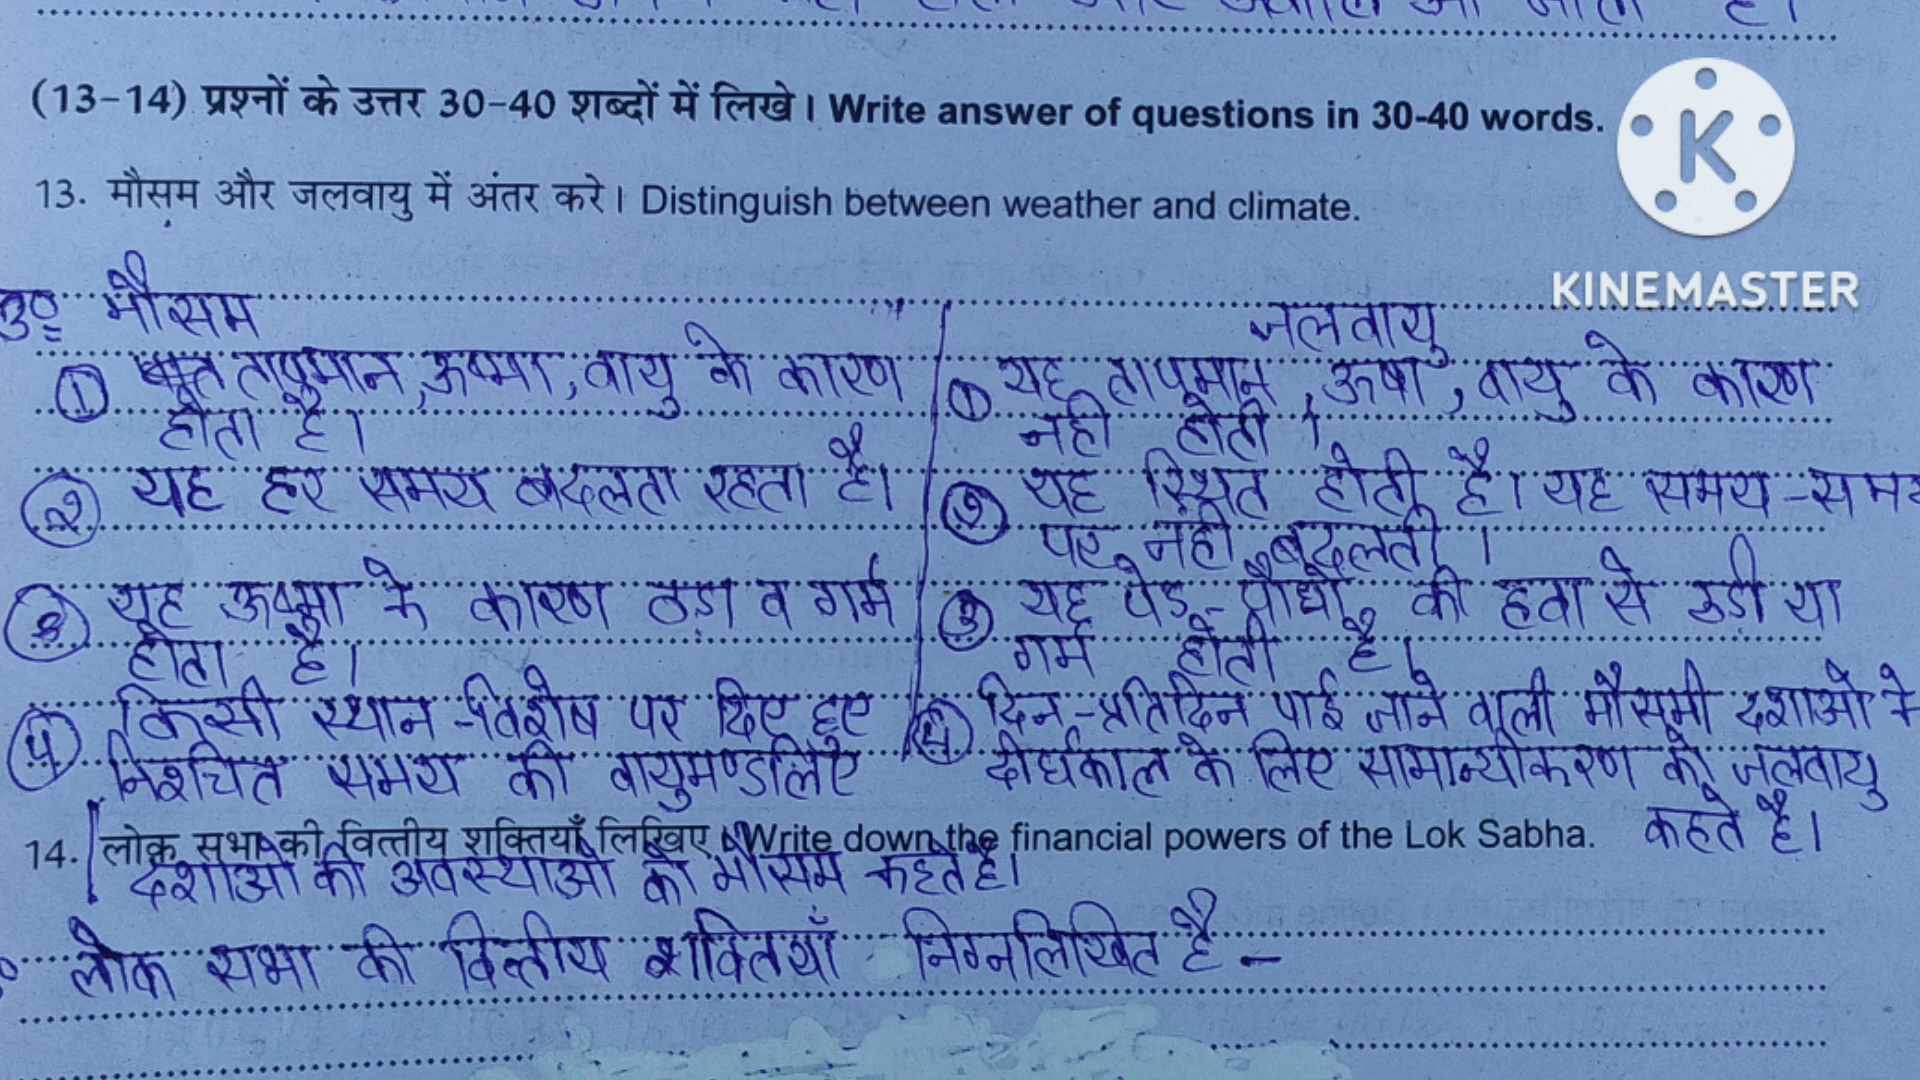 (13-14) प्रश्नों के उत्तर 30-40 शब्दों में लिखे। Write answer of questions in 30-40 words.
13. मौसम और जलवायु में अंतर करे। Distinguish between weather and climate.
KINEMASTER
उ० मौसम
① तापमान, ऊष्मा, वायु के कारण
होता है।
② यह हर समय बदलता रहता है।
③ यह ऊष्मा के कारण ठंड़ा व गर्म
होता है।
④ किसी स्थान-विशेष पर दिए हुए
निश्चित समय की वायुमण्डलिए
दशाओ की अवस्थाओ को मौसम कहते है।
जलवायु
① यह तापमान, ऊषा, वायु के कारण
नही होती।
② यह स्थित होती है। यह समय-समय
पर नही बदलती।
③ यह पेड़-पौधो की हवा से ठंड़ी या
गर्म होती है।
④ दिन-प्रतिदिन पाई जाने वाली मौसमी दशाओ के
दीर्घकाल के लिए सामान्यीकरण को जलवायु
कहते है।
14. लोक सभा की वित्तीय शक्तियाँ लिखिए। Write down the financial powers of the Lok Sabha.
लोक सभा की वित्तीय शक्तियाँ निम्नलिखित है -